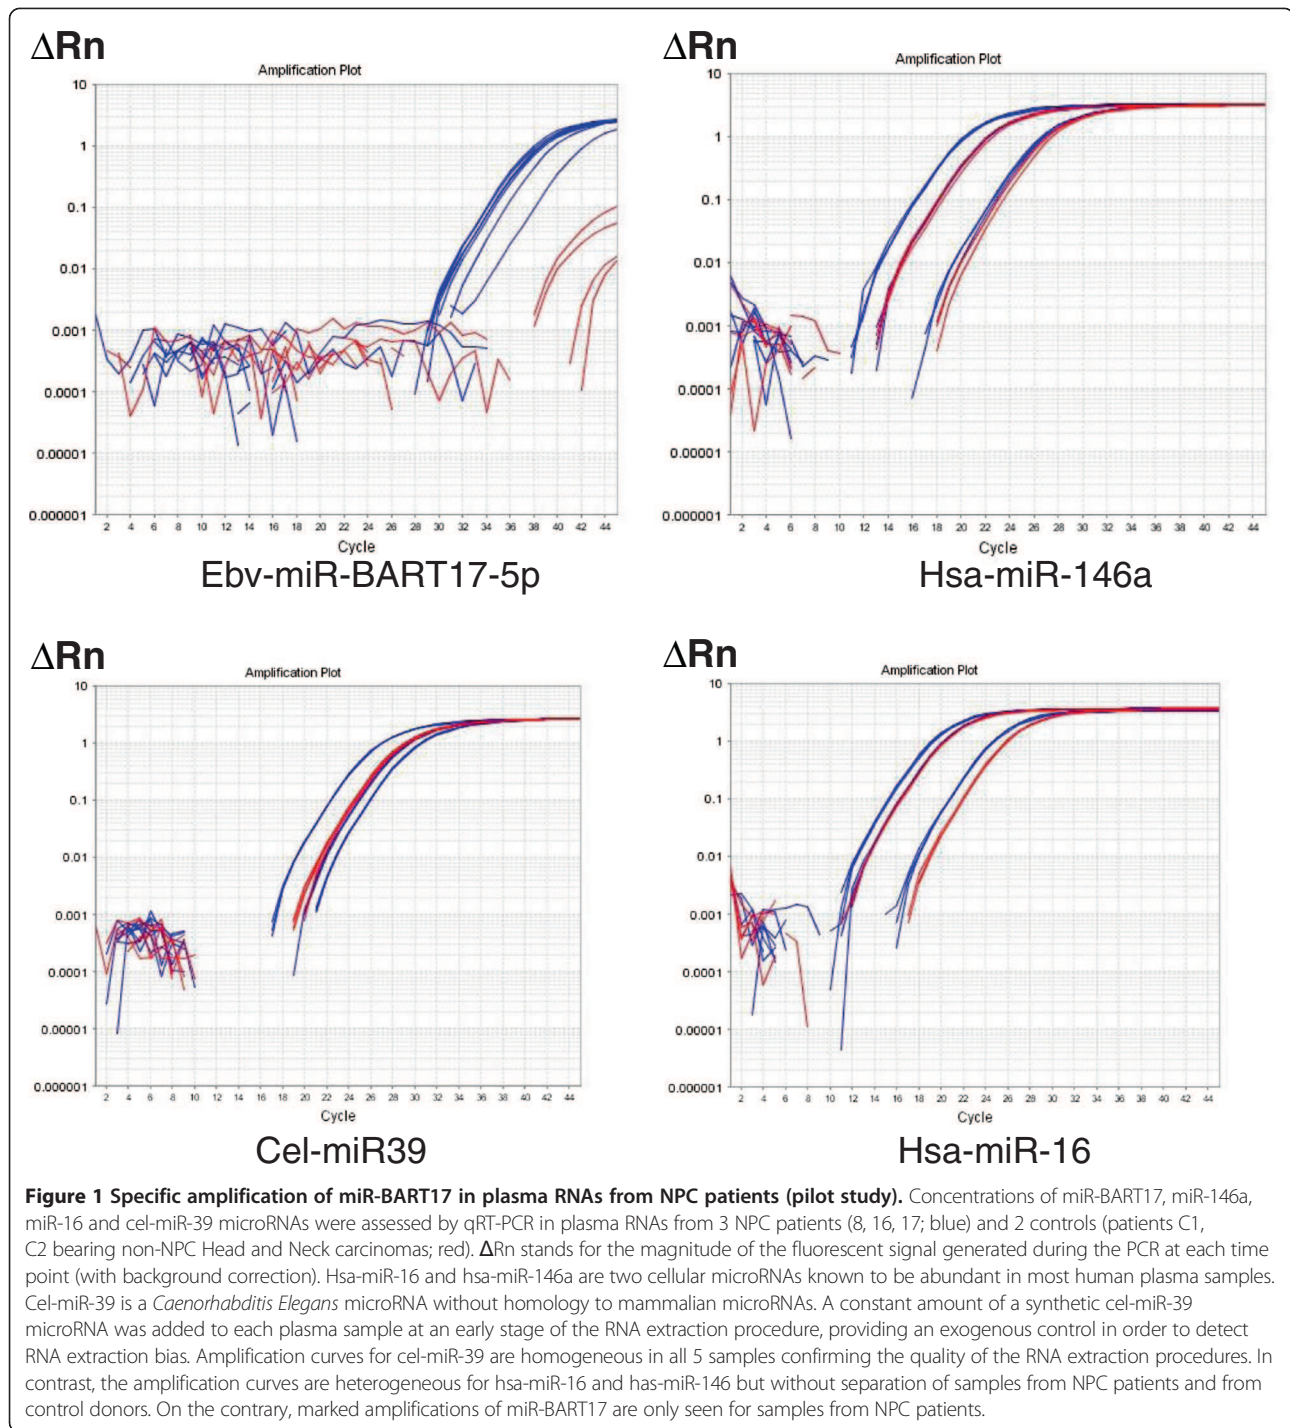 ΔRn
Amplification Plot
10
1
0.1
0.01
0.001
0.0001
0.00001
0.000001
2 4 6 8 10 12 14 16 18 20 22 24 26 28 30 32 34 36 38 40 42 44
Cycle
Ebv-miR-BART17-5p
ΔRn
Amplification Plot
10
1
0.1
0.01
0.001
0.0001
0.00001
0.000001
2 4 6 8 10 12 14 16 18 20 22 24 26 28 30 32 34 36 38 40 42 44
Cycle
Hsa-miR-146a
ΔRn
Amplification Plot
10
1
0.1
0.01
0.001
0.0001
0.00001
0.000001
2 4 6 8 10 12 14 16 18 20 22 24 26 28 30 32 34 36 38 40 42 44
Cycle
Cel-miR39
ΔRn
Amplification Plot
10
1
0.1
0.01
0.001
0.0001
0.00001
0.000001
2 4 6 8 10 12 14 16 18 20 22 24 26 28 30 32 34 36 38 40 42 44
Cycle
Hsa-miR-16
Figure 1 Specific amplification of miR-BART17 in plasma RNAs from NPC patients (pilot study). Concentrations of miR-BART17, miR-146a,
miR-16 and cel-miR-39 microRNAs were assessed by qRT-PCR in plasma RNAs from 3 NPC patients (8, 16, 17; blue) and 2 controls (patients C1,
C2 bearing non-NPC Head and Neck carcinomas; red). ΔRn stands for the magnitude of the fluorescent signal generated during the PCR at each time
point (with background correction). Hsa-miR-16 and hsa-miR-146a are two cellular microRNAs known to be abundant in most human plasma samples.
Cel-miR-39 is a Caenorhabditis Elegans microRNA without homology to mammalian microRNAs. A constant amount of a synthetic cel-miR-39
microRNA was added to each plasma sample at an early stage of the RNA extraction procedure, providing an exogenous control in order to detect
RNA extraction bias. Amplification curves for cel-miR-39 are homogeneous in all 5 samples confirming the quality of the RNA extraction procedures. In
contrast, the amplification curves are heterogeneous for hsa-miR-16 and has-miR-146 but without separation of samples from NPC patients and from
control donors. On the contrary, marked amplifications of miR-BART17 are only seen for samples from NPC patients.